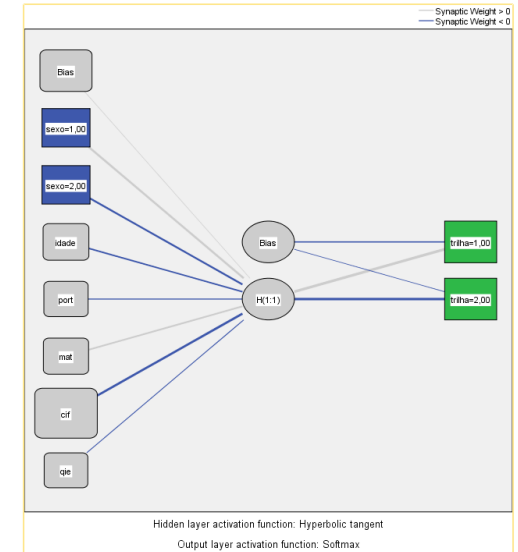 Synaptic Weight > 0
Synaptic Weight < 0
Bias
sexo=1,00
sexo=2,00
idade
Bias
trilha=1,00
port
H(1:1)
trilha=2,00
mat
cif
qie
Hidden layer activation function: Hyperbolic tangent
Output layer activation function: Softmax